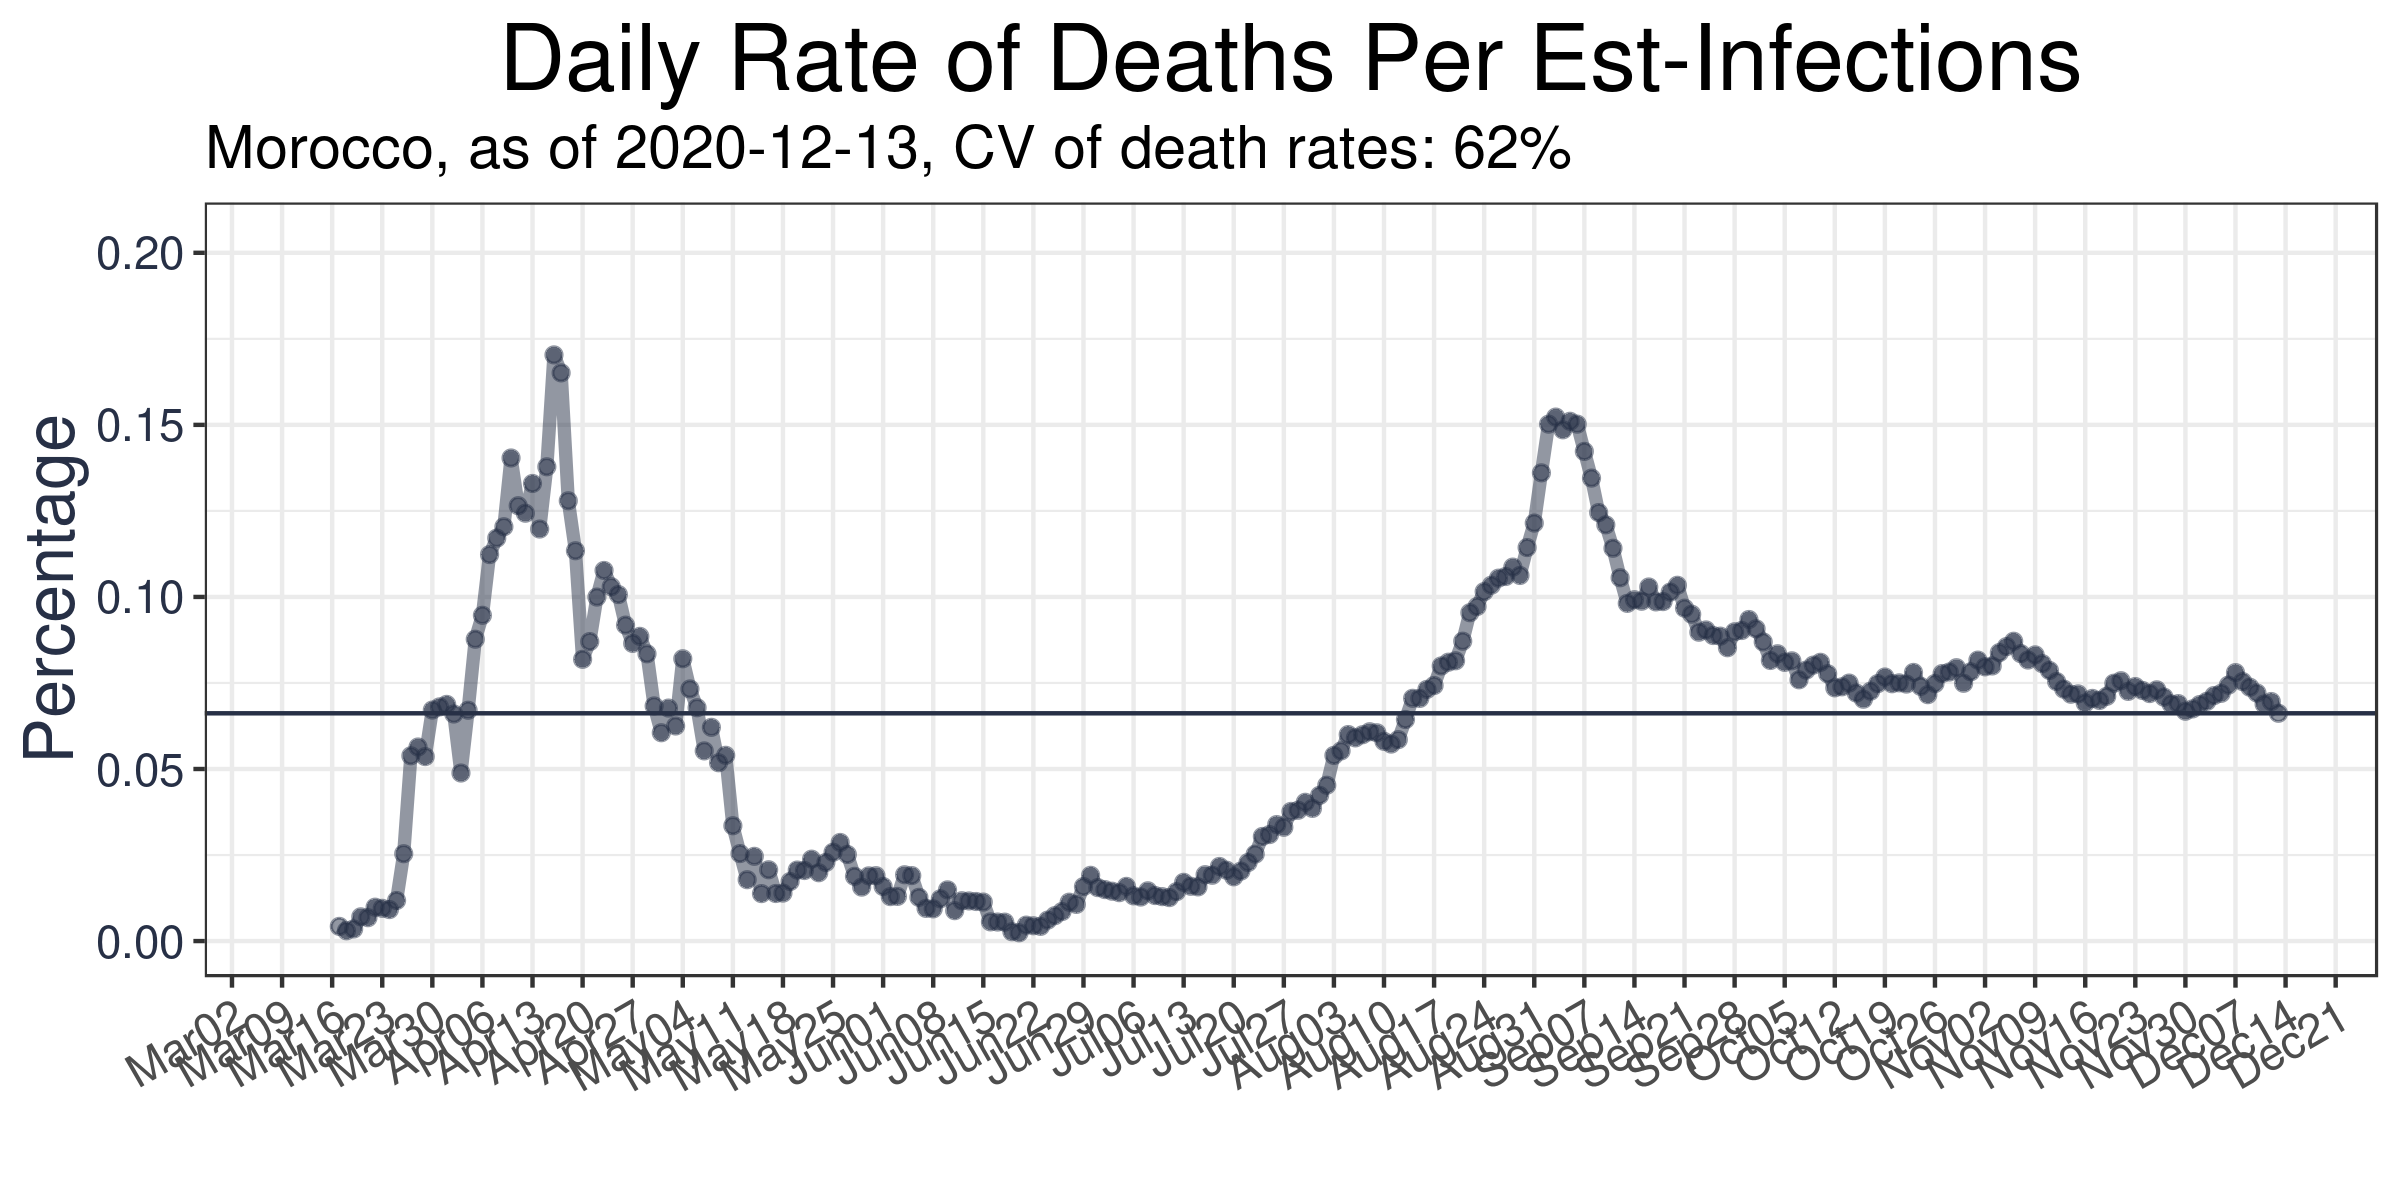 Daily Rate of Deaths Per Est-Infections
Morocco, as of 2020-12-13, CV of death rates: 62%
Percentage
0.20
0.15
0.10
0.05
0.00
Mar02
Mar09
Mar16
Mar23
Mar30
Apr06
Apr13
Apr20
Apr27
May04
May11
May18
May25
Jun01
Jun08
Jun15
Jun22
Jun29
Jul06
Jul13
Jul20
Jul27
Aug03
Aug10
Aug17
Aug24
Aug31
Sep07
Sep14
Sep21
Sep28
Oct05
Oct12
Oct19
Oct26
Nov02
Nov09
Nov16
Nov23
Nov30
Dec07
Dec14
Dec21